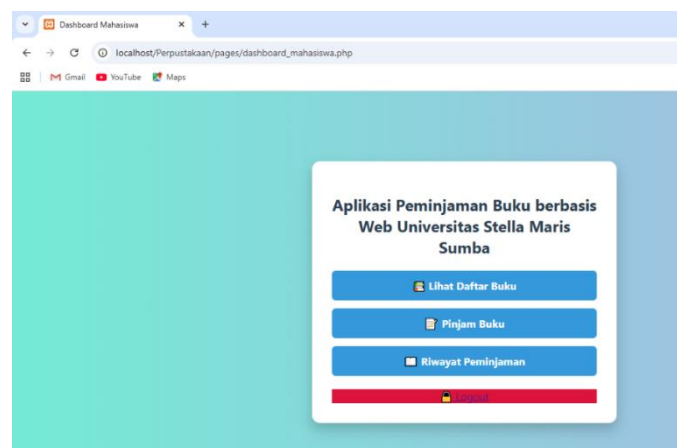 Dashboard Mahasiswa
localhost/Perpustakaan/pages/dashboard_mahasiswa.php
Gmail YouTube Maps
Aplikasi Peminjaman Buku berbasis
Web Universitas Stella Maris
Sumba
Lihat Daftar Buku
Pinjam Buku
Riwayat Peminjaman
Logout